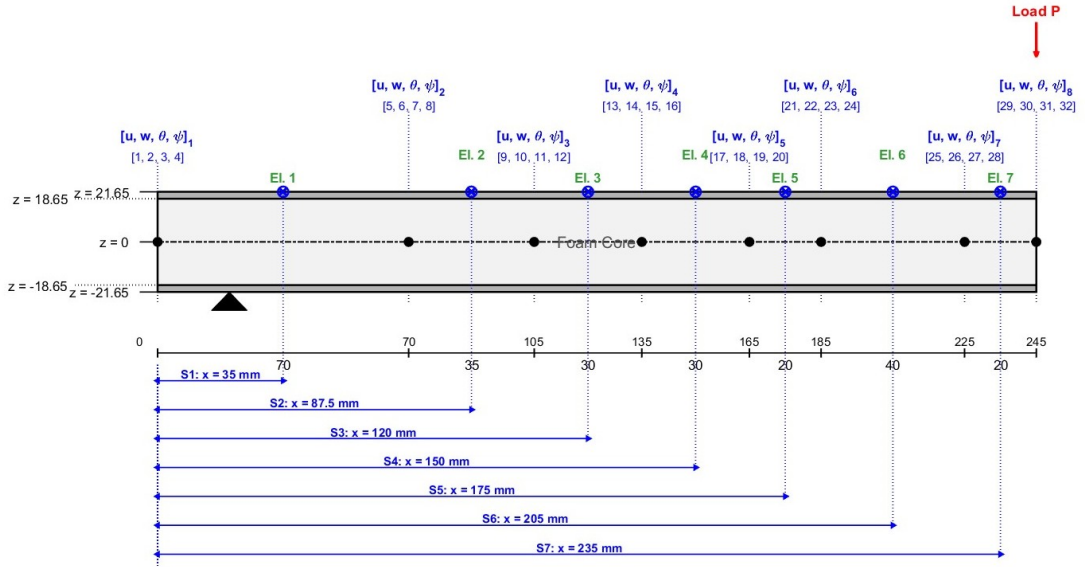 Load P
[u, w, θ, ψ]2
[5, 6, 7, 8]
[u, w, θ, ψ]4
[13, 14, 15, 16]
[u, w, θ, ψ]6
[21, 22, 23, 24]
[u, w, θ, ψ]8
[29, 30, 31, 32]
[u, w, θ, ψ]1
[1, 2, 3, 4]
[u, w, θ, ψ]3
[9, 10, 11, 12]
[u, w, θ, ψ]5
[17, 18, 19, 20]
[u, w, θ, ψ]7
[25, 26, 27, 28]
El. 1
El. 2
El. 3
El. 4
El. 5
El. 6
El. 7
z = 21.65
z = 18.65
z = 0
Foam Core
z = -18.65
z = -21.65
0 70 105 135 165 185 225 245
70 35 30 30 20 40 20
S1: x = 35 mm
S2: x = 87.5 mm
S3: x = 120 mm
S4: x = 150 mm
S5: x = 175 mm
S6: x = 205 mm
S7: x = 235 mm